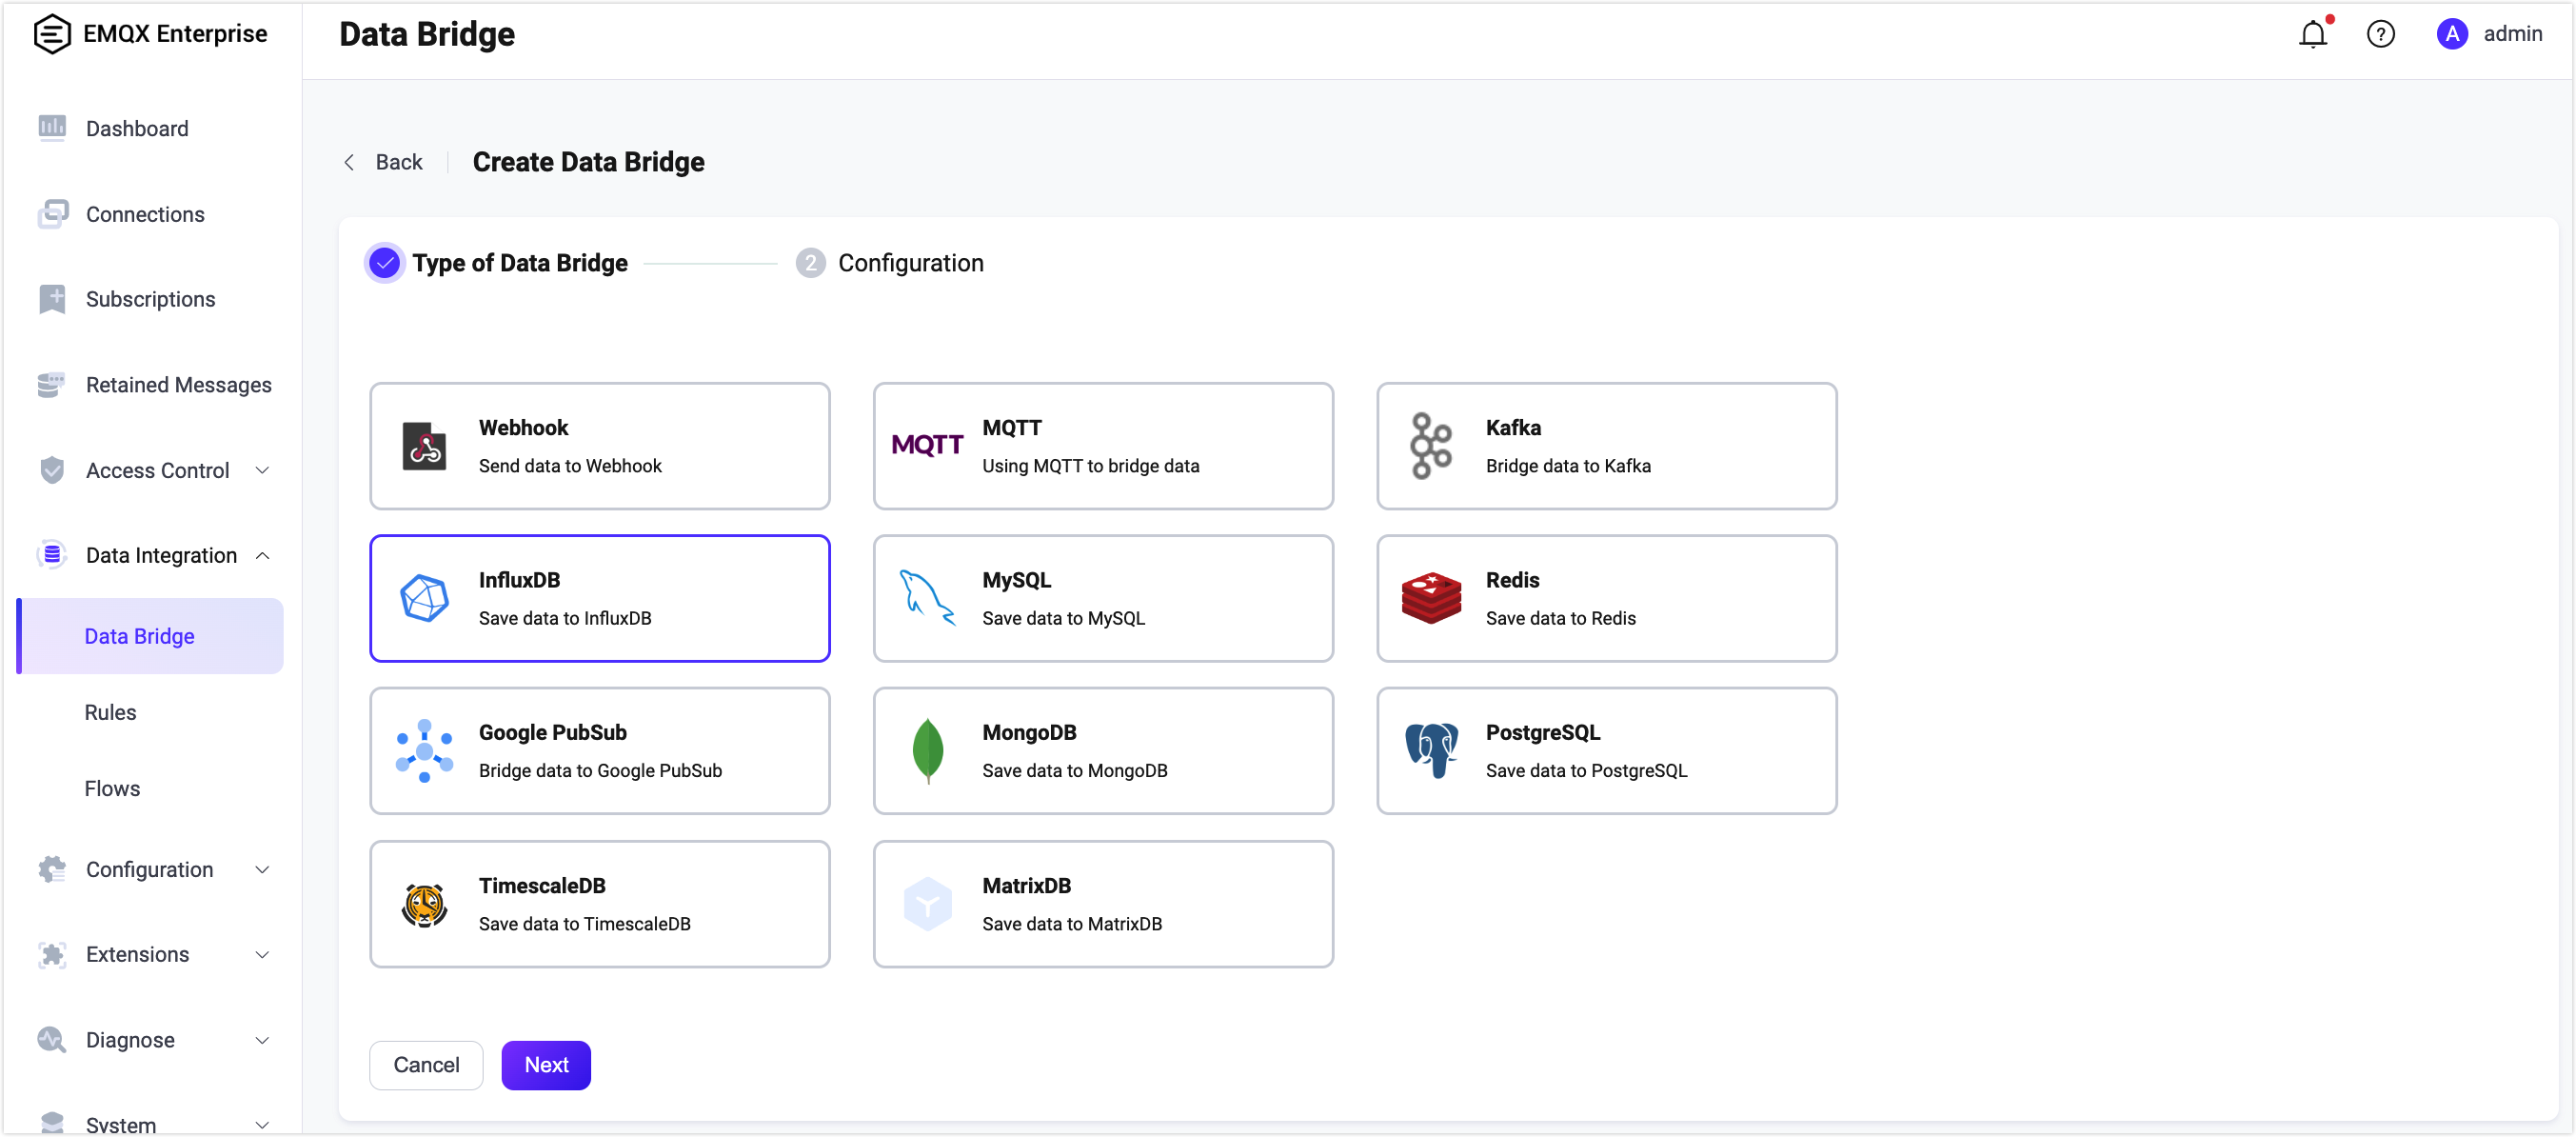 EMQX Enterprise
Data Bridge
A
admin
Dashboard
Connections
Subscriptions
Retained Messages
Access Control
Data Integration
Data Bridge
Rules
Flows
Configuration
Extensions
Diagnose
System
Back
Create Data Bridge
Type of Data Bridge
2
Configuration
Webhook
Send data to Webhook
MQTT
MQTT
Using MQTT to bridge data
Kafka
Bridge data to Kafka
InfluxDB
Save data to InfluxDB
MySQL
Save data to MySQL
Redis
Save data to Redis
Google PubSub
Bridge data to Google PubSub
MongoDB
Save data to MongoDB
PostgreSQL
Save data to PostgreSQL
TimescaleDB
Save data to TimescaleDB
MatrixDB
Save data to MatrixDB
Cancel
Next